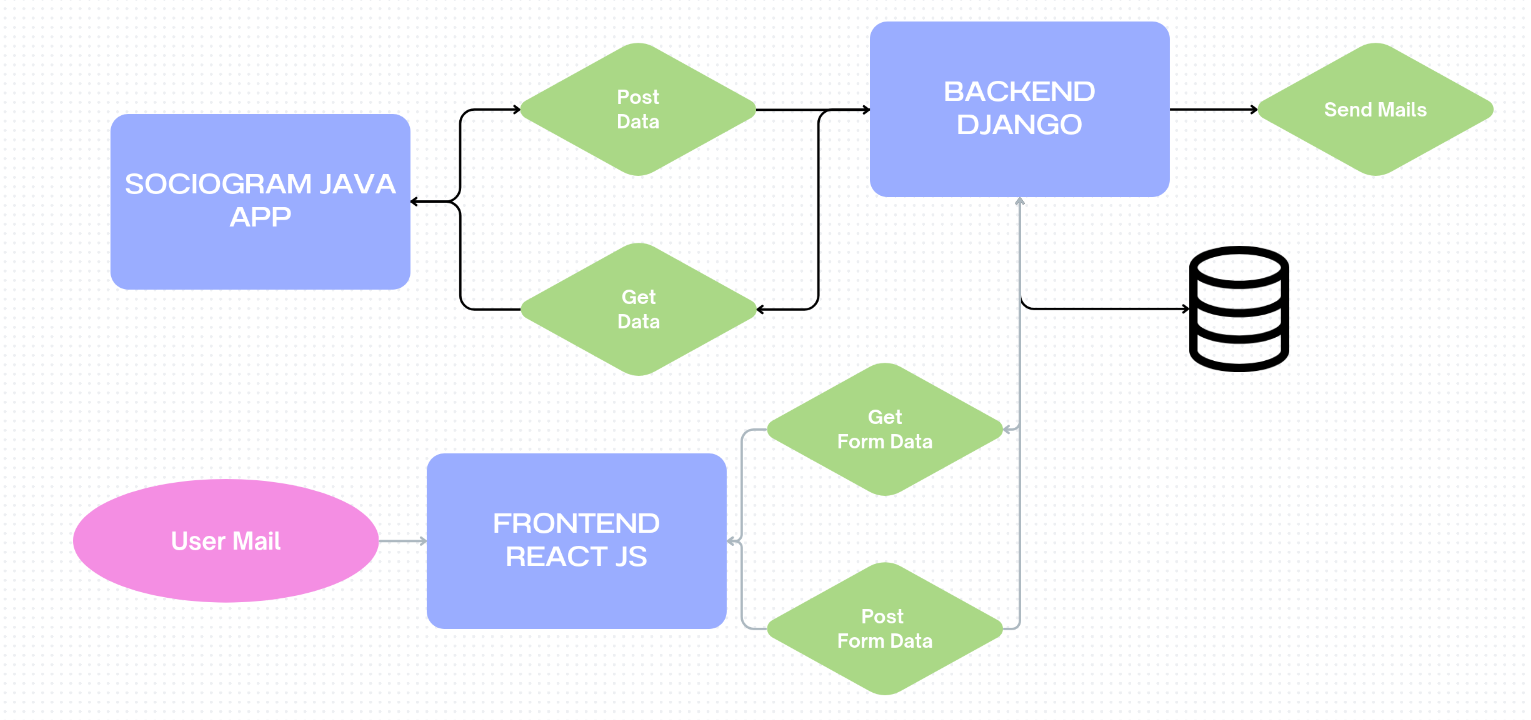 Post
Data
BACKEND
DJANGO
Send Mails
SOCIOGRAM JAVA
APP
Get
Data
Get
Form Data
User Mail
FRONTEND
REACT JS
Post
Form Data